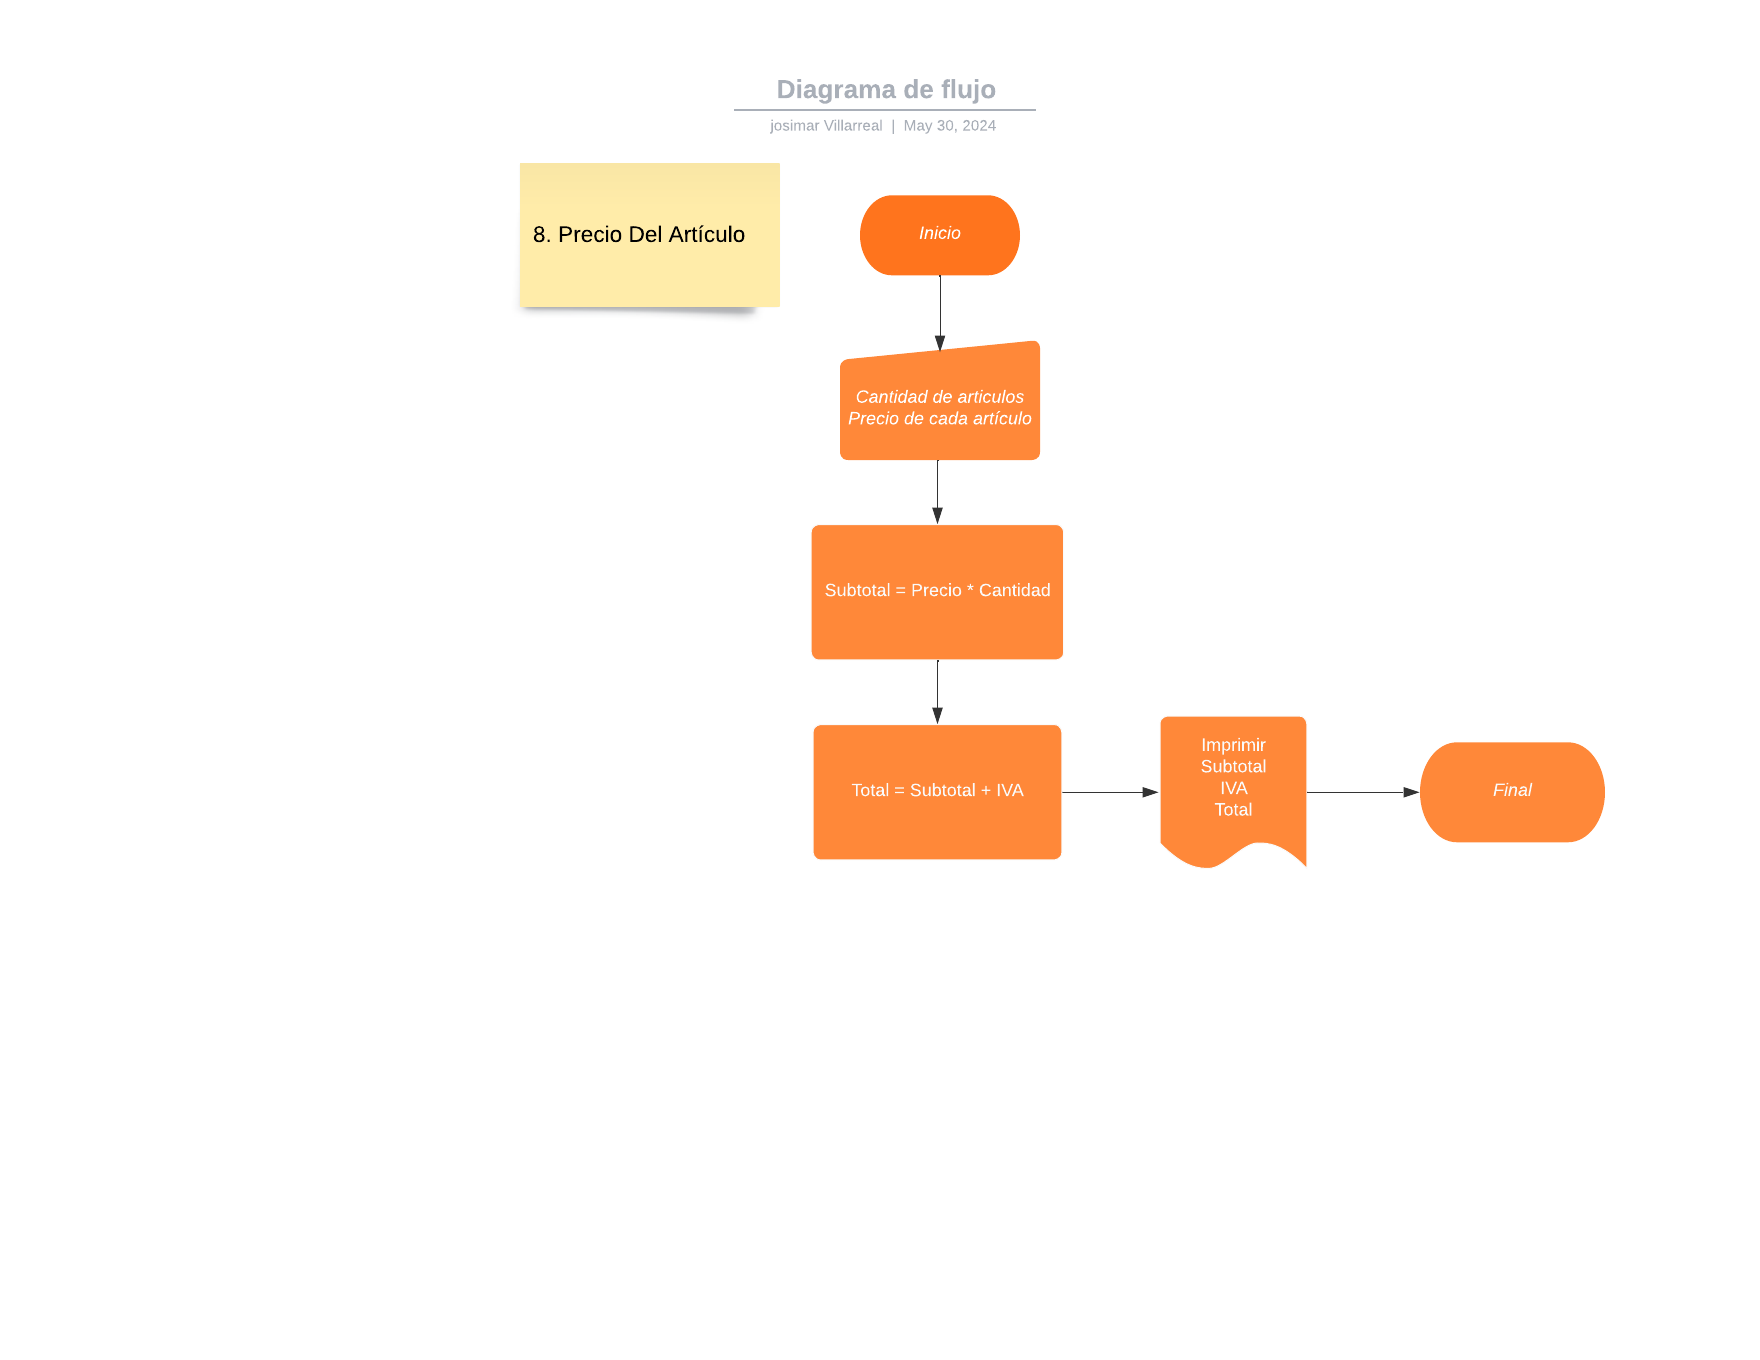 Diagrama de flujo
josimar Villarreal | May 30, 2024
8. Precio Del Artículo
Inicio
Cantidad de articulos
Precio de cada artículo
Subtotal = Precio * Cantidad
Total = Subtotal + IVA
Imprimir
Subtotal
IVA
Total
Final